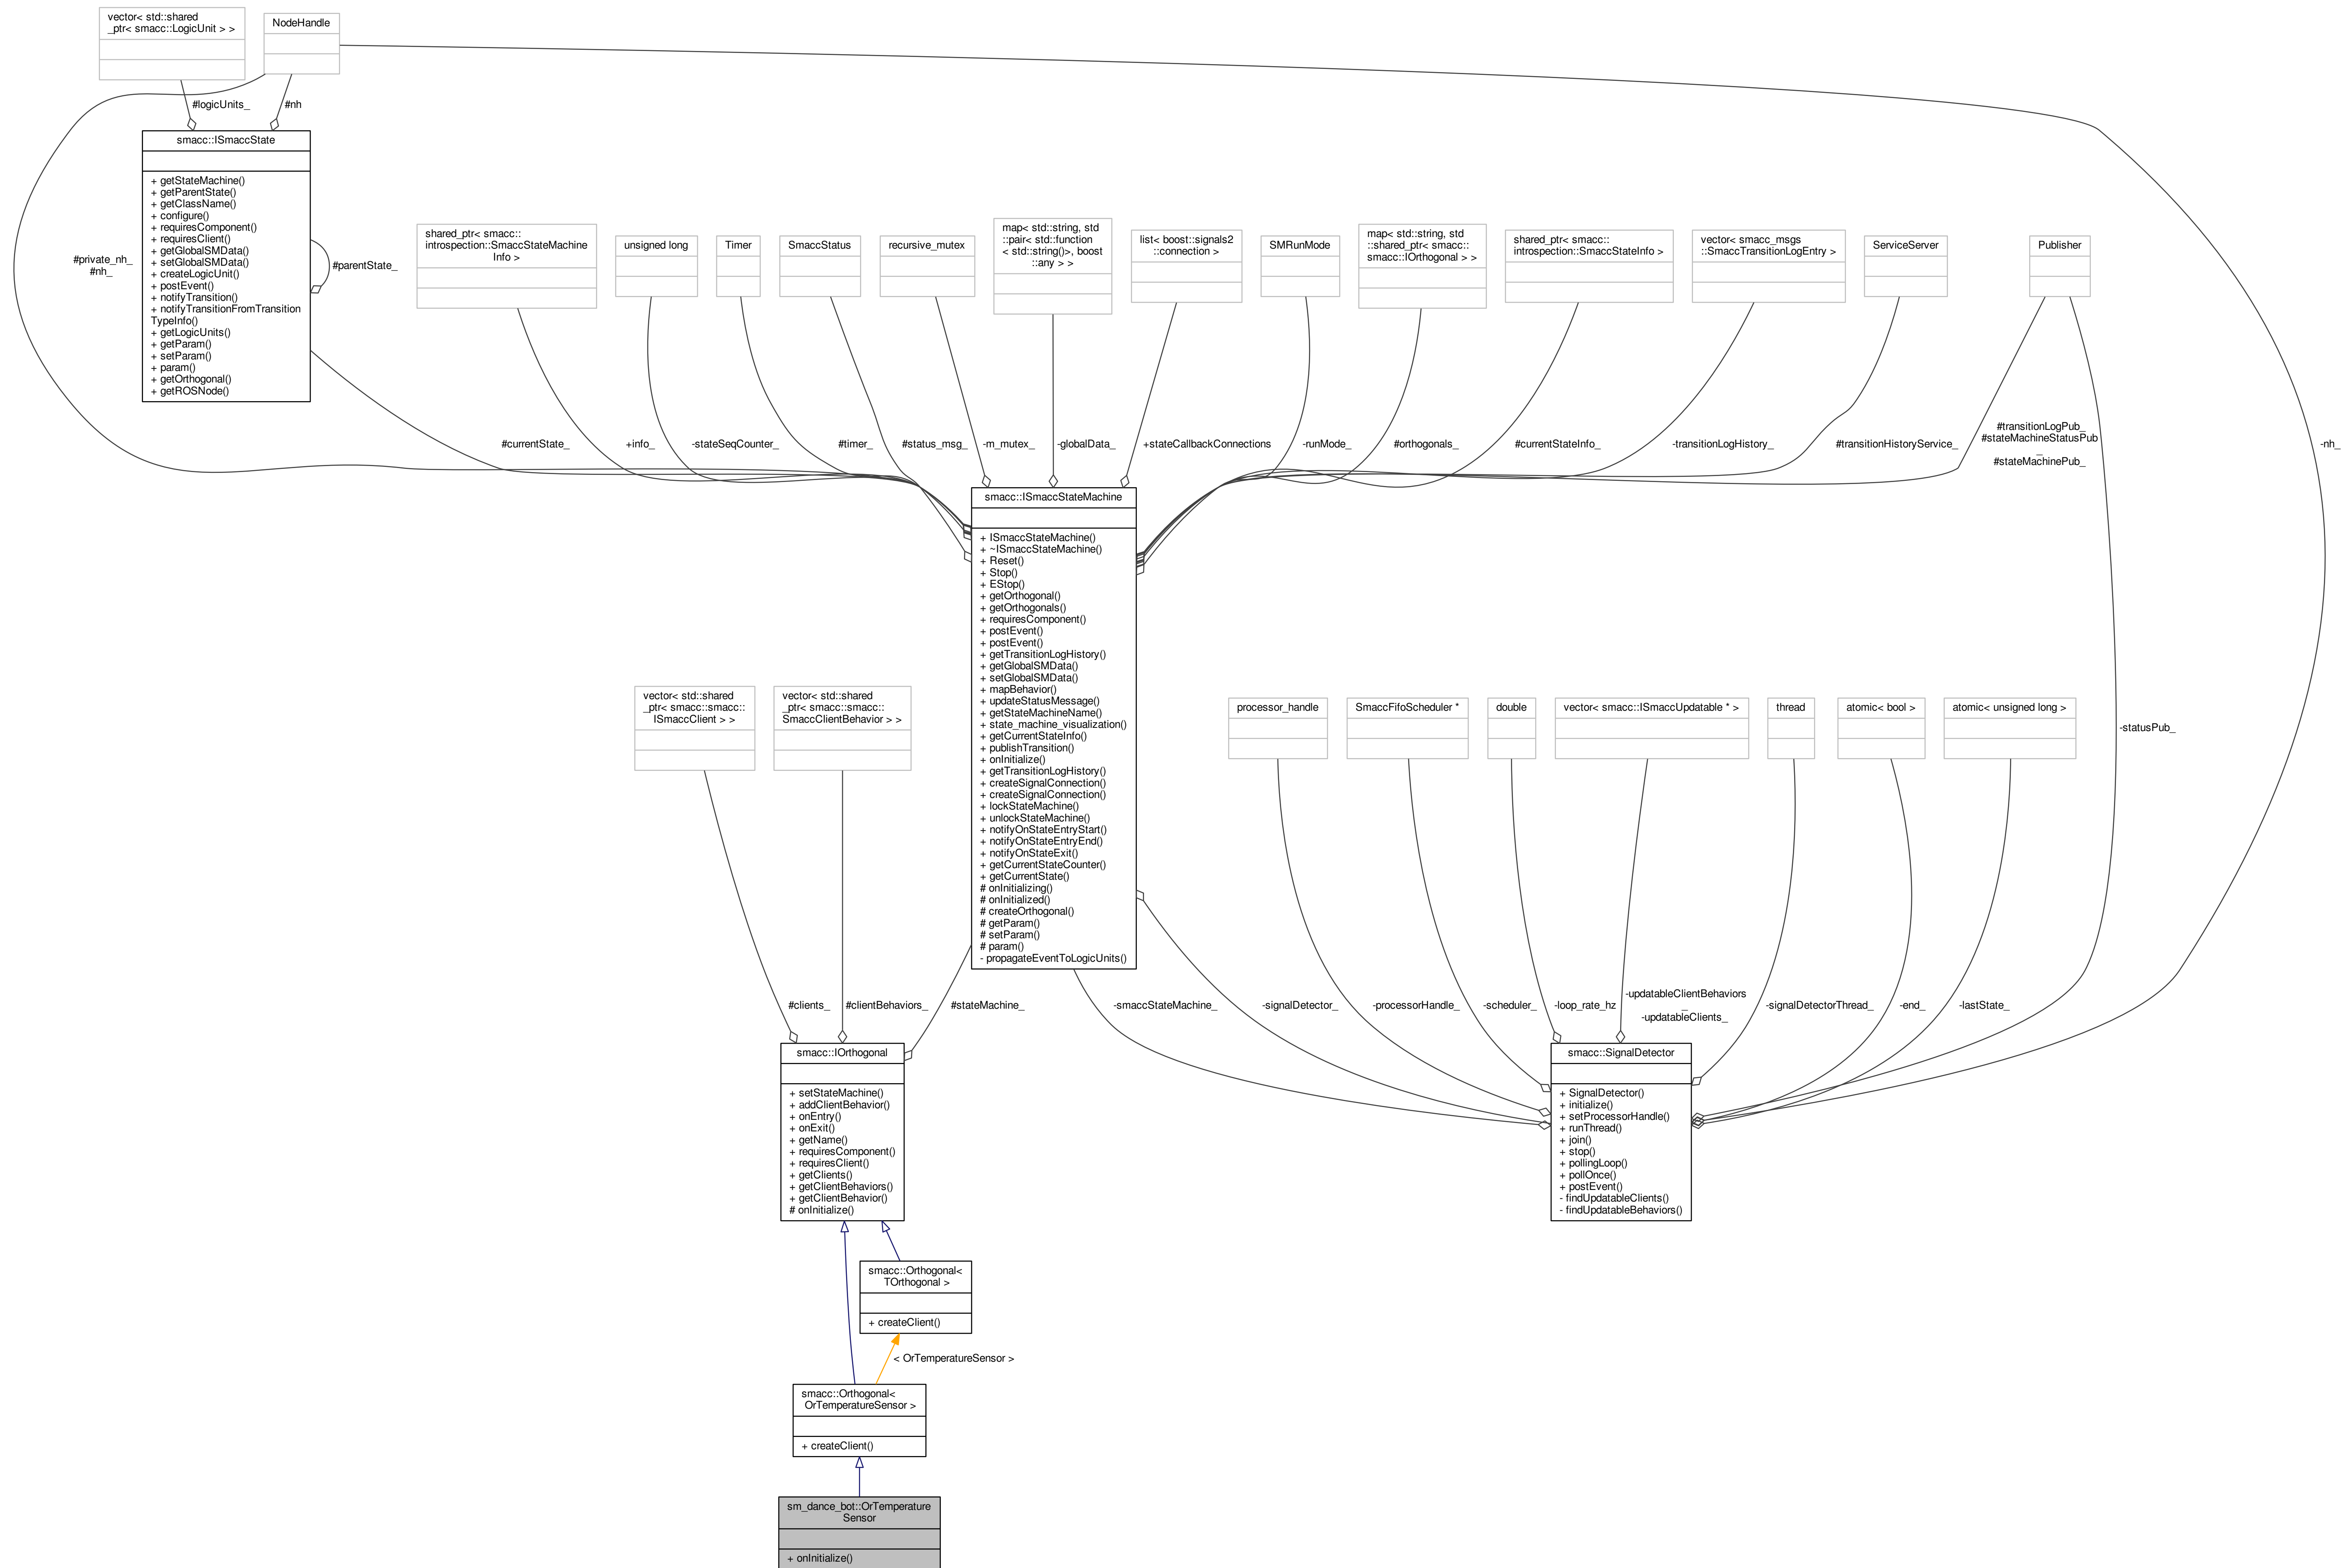 vector< std::shared
_ptr< smacc::LogicUnit > >
NodeHandle
#logicUnits_
#nh
smacc::ISmaccState
+ getStateMachine()
+ getParentState()
+ getClassName()
+ configure()
+ requiresComponent()
+ requiresClient()
+ getGlobalSMData()
+ setGlobalSMData()
+ createLogicUnit()
+ postEvent()
+ notifyTransition()
+ notifyTransitionFromTransition
TypeInfo()
+ getLogicUnits()
+ getParam()
+ setParam()
+ param()
+ getOrthogonal()
+ getROSNode()
#parentState_
#private_nh_
#nh_
shared_ptr< smacc::
introspection::SmaccStateMachine
Info >
unsigned long
Timer
SmaccStatus
recursive_mutex
map< std::string, std
::pair< std::function
< std::string()>, boost
::any > >
list< boost::signals2
::connection >
SMRunMode
map< std::string, std
::shared_ptr< smacc::
smacc::IOrthogonal > >
shared_ptr< smacc::
introspection::SmaccStateInfo >
vector< smacc_msgs
::SmaccTransitionLogEntry >
ServiceServer
Publisher
#currentState_
+info_
-stateSeqCounter_
#timer_
#status_msg_
-m_mutex_
-globalData_
+stateCallbackConnections
-runMode_
#orthogonals_
#currentStateInfo_
-transitionLogHistory_
#transitionHistoryService_
#transitionLogPub_
#stateMachineStatusPub
_
#stateMachinePub_
-nh_
smacc::ISmaccStateMachine
+ ISmaccStateMachine()
+ ~ISmaccStateMachine()
+ Reset()
+ Stop()
+ EStop()
+ getOrthogonal()
+ getOrthogonals()
+ requiresComponent()
+ postEvent()
+ postEvent()
+ getTransitionLogHistory()
+ getGlobalSMData()
+ setGlobalSMData()
+ mapBehavior()
+ updateStatusMessage()
+ getStateMachineName()
+ state_machine_visualization()
+ getCurrentStateInfo()
+ publishTransition()
+ onInitialize()
+ getTransitionLogHistory()
+ createSignalConnection()
+ createSignalConnection()
+ lockStateMachine()
+ unlockStateMachine()
+ notifyOnStateEntryStart()
+ notifyOnStateEntryEnd()
+ notifyOnStateExit()
+ getCurrentStateCounter()
+ getCurrentState()
# onInitializing()
# onInitialized()
# createOrthogonal()
# getParam()
# setParam()
# param()
- propagateEventToLogicUnits()
vector< std::shared
_ptr< smacc::smacc::
ISmaccClient > >
vector< std::shared
_ptr< smacc::smacc::
SmaccClientBehavior > >
processor_handle
SmaccFifoScheduler *
double
vector< smacc::ISmaccUpdatable * >
thread
atomic< bool >
atomic< unsigned long >
-statusPub_
#clients_
#clientBehaviors_
#stateMachine_
-smaccStateMachine_
-signalDetector_
-processorHandle_
-scheduler_
-loop_rate_hz
-updatableClientBehaviors
_
-updatableClients_
-signalDetectorThread_
-end_
-lastState_
smacc::IOrthogonal
+ setStateMachine()
+ addClientBehavior()
+ onEntry()
+ onExit()
+ getName()
+ requiresComponent()
+ requiresClient()
+ getClients()
+ getClientBehaviors()
+ getClientBehavior()
# onInitialize()
smacc::SignalDetector
+ SignalDetector()
+ initialize()
+ setProcessorHandle()
+ runThread()
+ join()
+ stop()
+ pollingLoop()
+ pollOnce()
+ postEvent()
- findUpdatableClients()
- findUpdatableBehaviors()
smacc::Orthogonal<
TOrthogonal >
+ createClient()
< OrTemperatureSensor >
smacc::Orthogonal<
OrTemperatureSensor >
+ createClient()
sm_dance_bot::OrTemperature
Sensor
+ onInitialize()